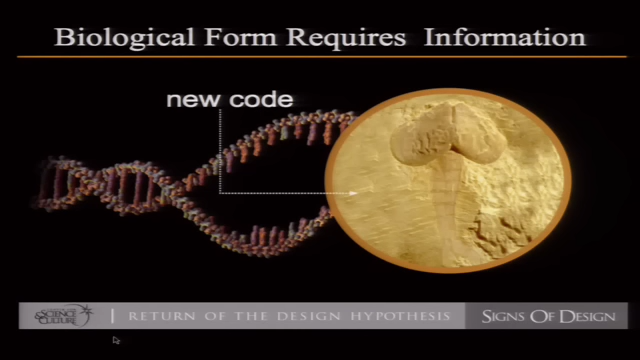 Biological Form Requires Information
new code
SCIENCE
& CULTURE
RETURN OF THE DESIGN HYPOTHESIS
SIGNS OF DESIGN